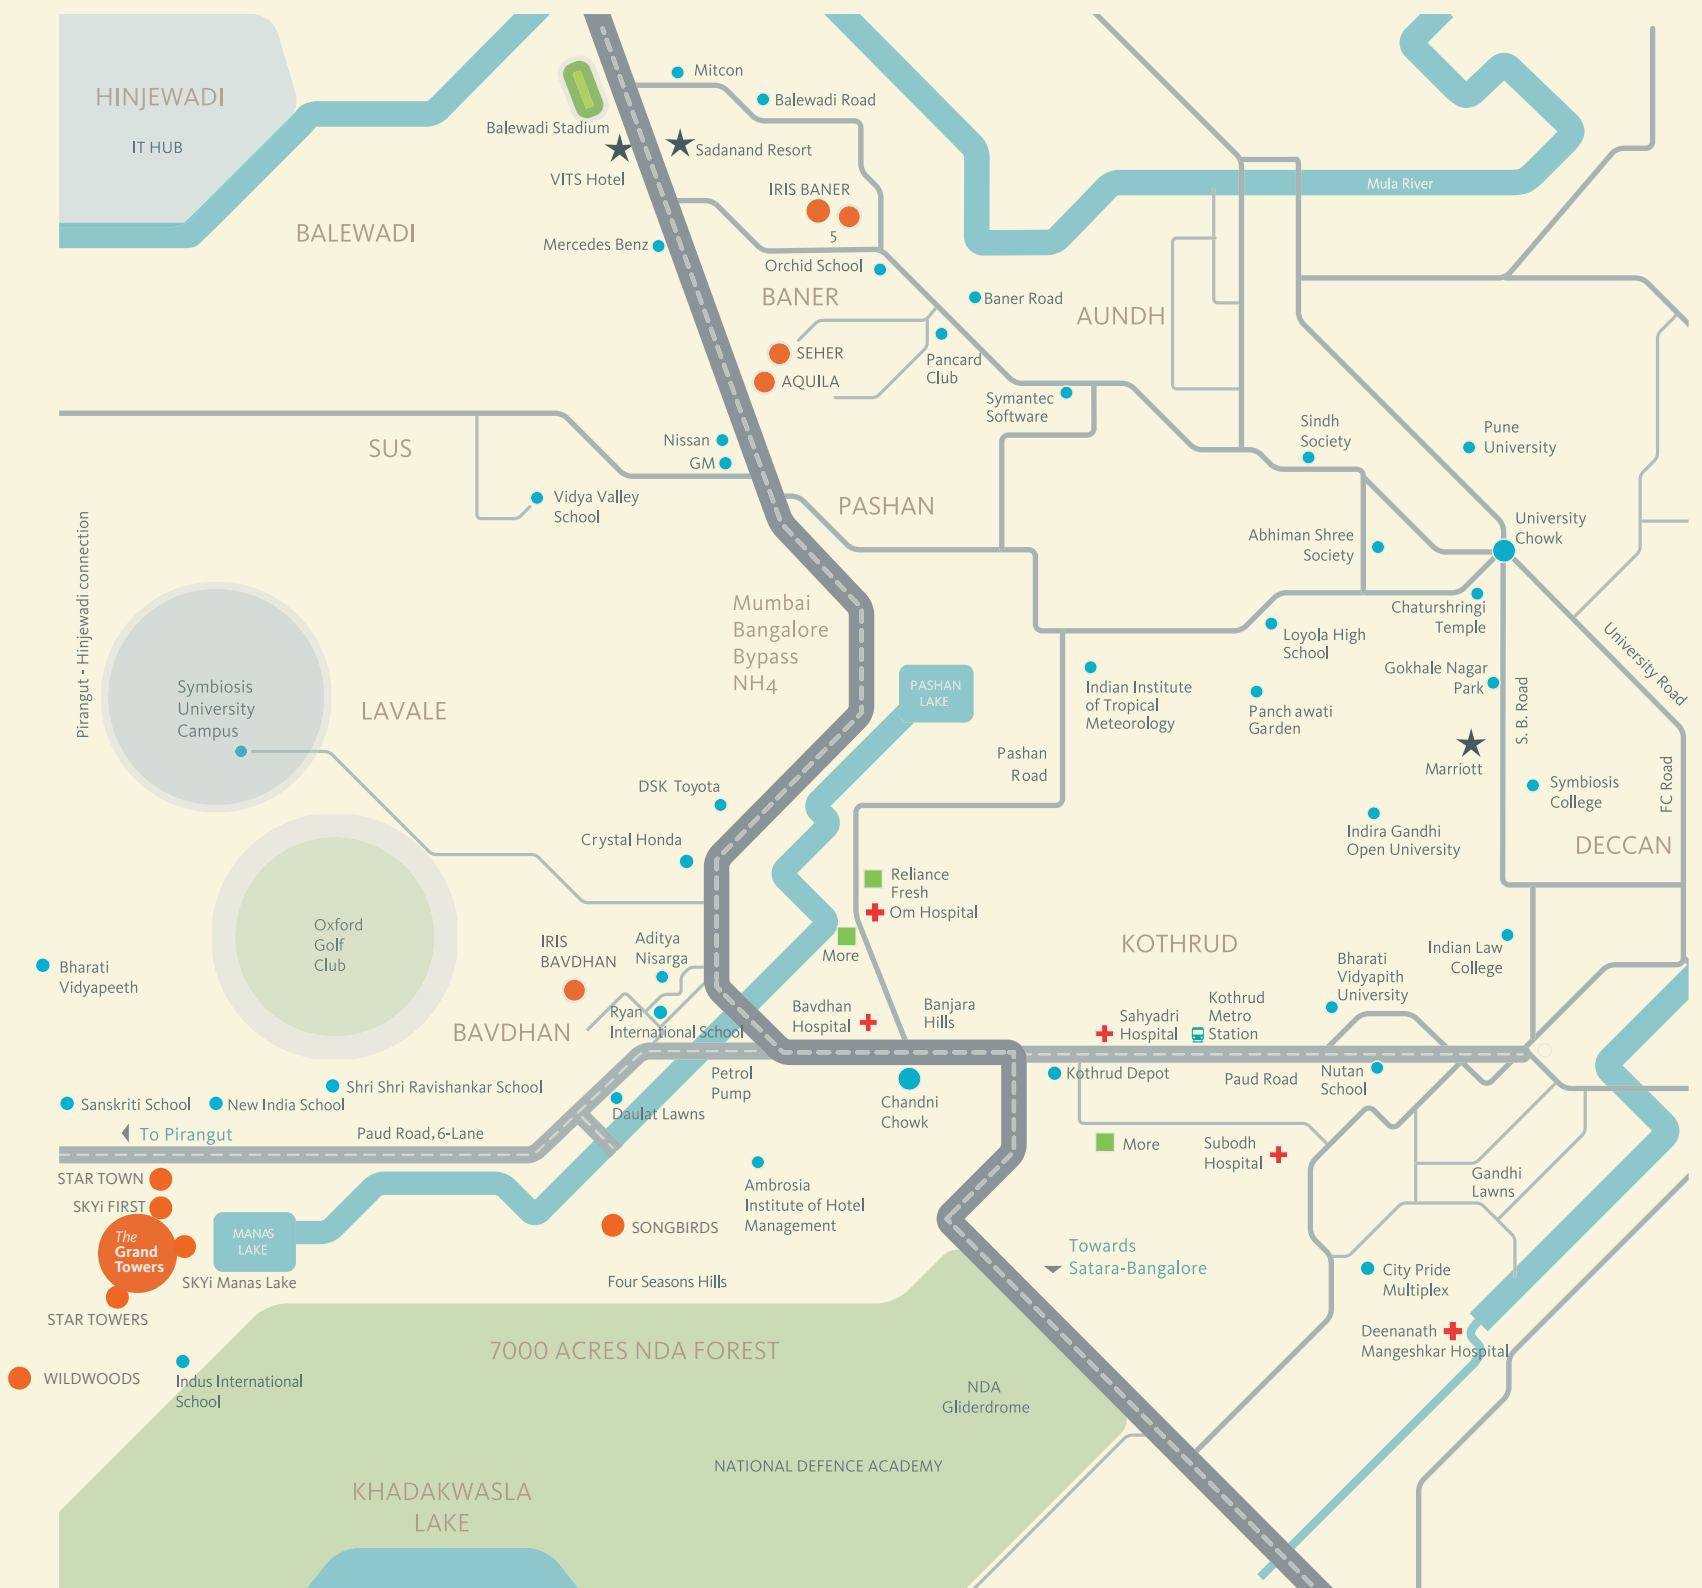 Mitcon
HINJEWADI
Balewadi Road
Balewadi Stadium
IT HUB
Sadanand Resort
VITS Hotel
IRIS BANER
Mula River
BALEWADI
5
Mercedes Benz
Orchid School
BANER
Baner Road
AUNDH
SEHER
Pancard
Club
AQUILA
Symantec
Software
Sindh
Society
Pune
University
SUS
Nissan
GM
Vidya Valley
School
PASHAN
University
Chowk
Abhiman Shree
Society
Pirangut - Hinjewadi connection
Mumbai
Bangalore
Bypass
NH4
Chaturshringi
Temple
Loyola High
School
University Road
Symbiosis
University
Campus
LAVALE
PASHAN
LAKE
Indian Institute
of Tropical
Meteorology
Gokhale Nagar
Park
S. B. Road
Panch awati
Garden
Pashan
Road
Marriott
DSK Toyota
Symbiosis
College
FC Road
Crystal Honda
Indira Gandhi
Open University
DECCAN
Reliance
Fresh
Om Hospital
Oxford
Golf
Club
IRIS
BAVDHAN
Aditya
Nisarga
More
KOTHRUD
Indian Law
College
Bharati
Vidyapeeth
Bharati
Vidyapith
University
Ryan
International School
Bavdhan
Hospital
Banjara
Hills
Sahyadri
Hospital
Kothrud
Metro
Station
BAVDHAN
Petrol
Pump
Kothrud Depot
Paud Road
Nutan
School
Shri Shri Ravishankar School
Sanskriti School
New India School
Daulat Lawns
Chandni
Chowk
To Pirangut
Paud Road, 6-Lane
More
Subodh
Hospital
STAR TOWN
Ambrosia
Institute of Hotel
Management
Gandhi
Lawns
SKYi FIRST
The
Grand
Towers
MANAS
LAKE
SONGBIRDS
Towards
Satara-Bangalore
SKYi Manas Lake
Four Seasons Hills
City Pride
Multiplex
STAR TOWERS
7000 ACRES NDA FOREST
Deenanath
Mangeshkar Hospital
WILDWOODS
Indus International
School
NDA
Gliderdrome
NATIONAL DEFENCE ACADEMY
KHADAKWASLA
LAKE